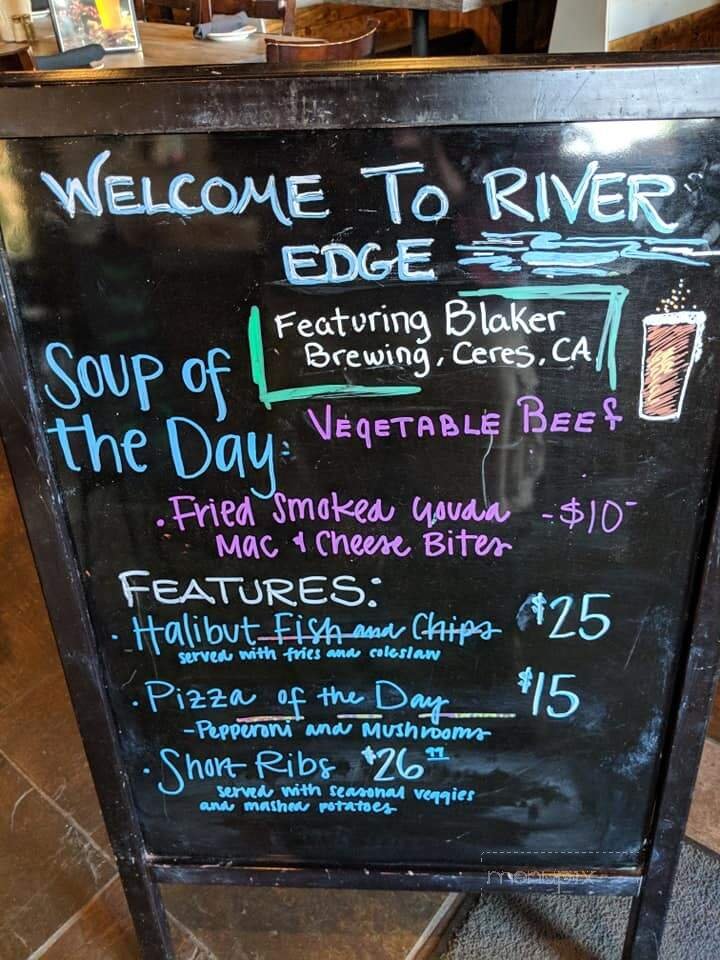 WELCOME TO RIVER
EDGE
Featuring Blaker
Brewing, Ceres, CA
Soup of
the Day:
VEGETABLE BEEf
• Fried Smoked Gouda - $10-
Mac & Cheese Bites
FEATURES:
• Halibut Fish and Chips $25
served with fries and coleslaw
• Pizza of the Day $15
- Pepperoni and Mushrooms
• Short Ribs $26
served with seasonal veggies
and mashed potatoes